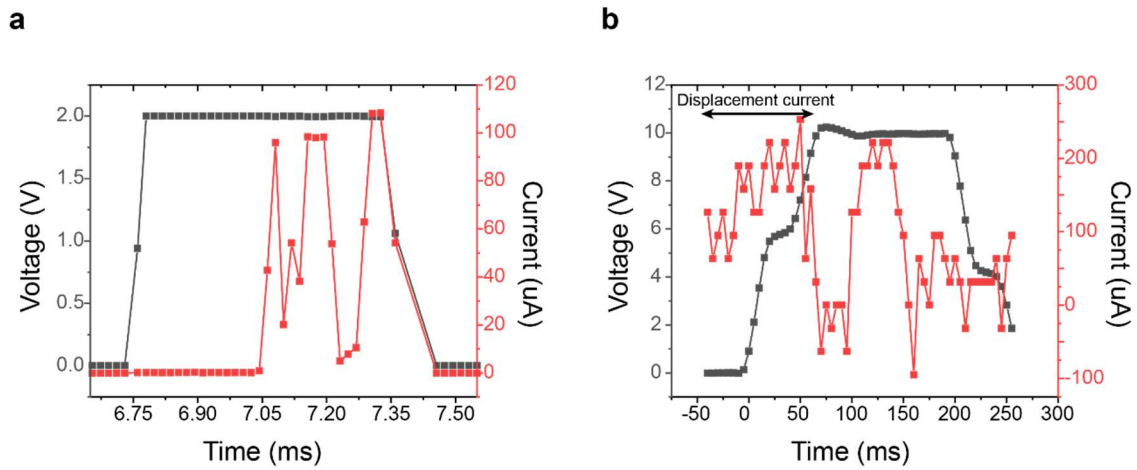 a
b
Voltage (V)
2.0
1.5
1.0
0.5
0.0
120
100
80
60
40
20
0
Current (uA)
6.75 6.90 7.05 7.20 7.35 7.50
Time (ms)
Displacement current
Voltage (V)
12
10
8
6
4
2
0
300
200
100
0
-100
Current (uA)
-50 0 50 100 150 200 250 300
Time (ms)